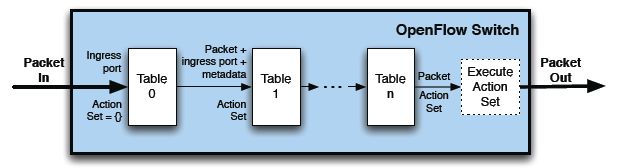 OpenFlow Switch
Packet
In
Ingress
port
Action
Set = {}
Table
0
Packet +
ingress port +
metadata
Action
Set
Table
1
Table
n
Packet
Action
Set
Execute
Action
Set
Packet
Out